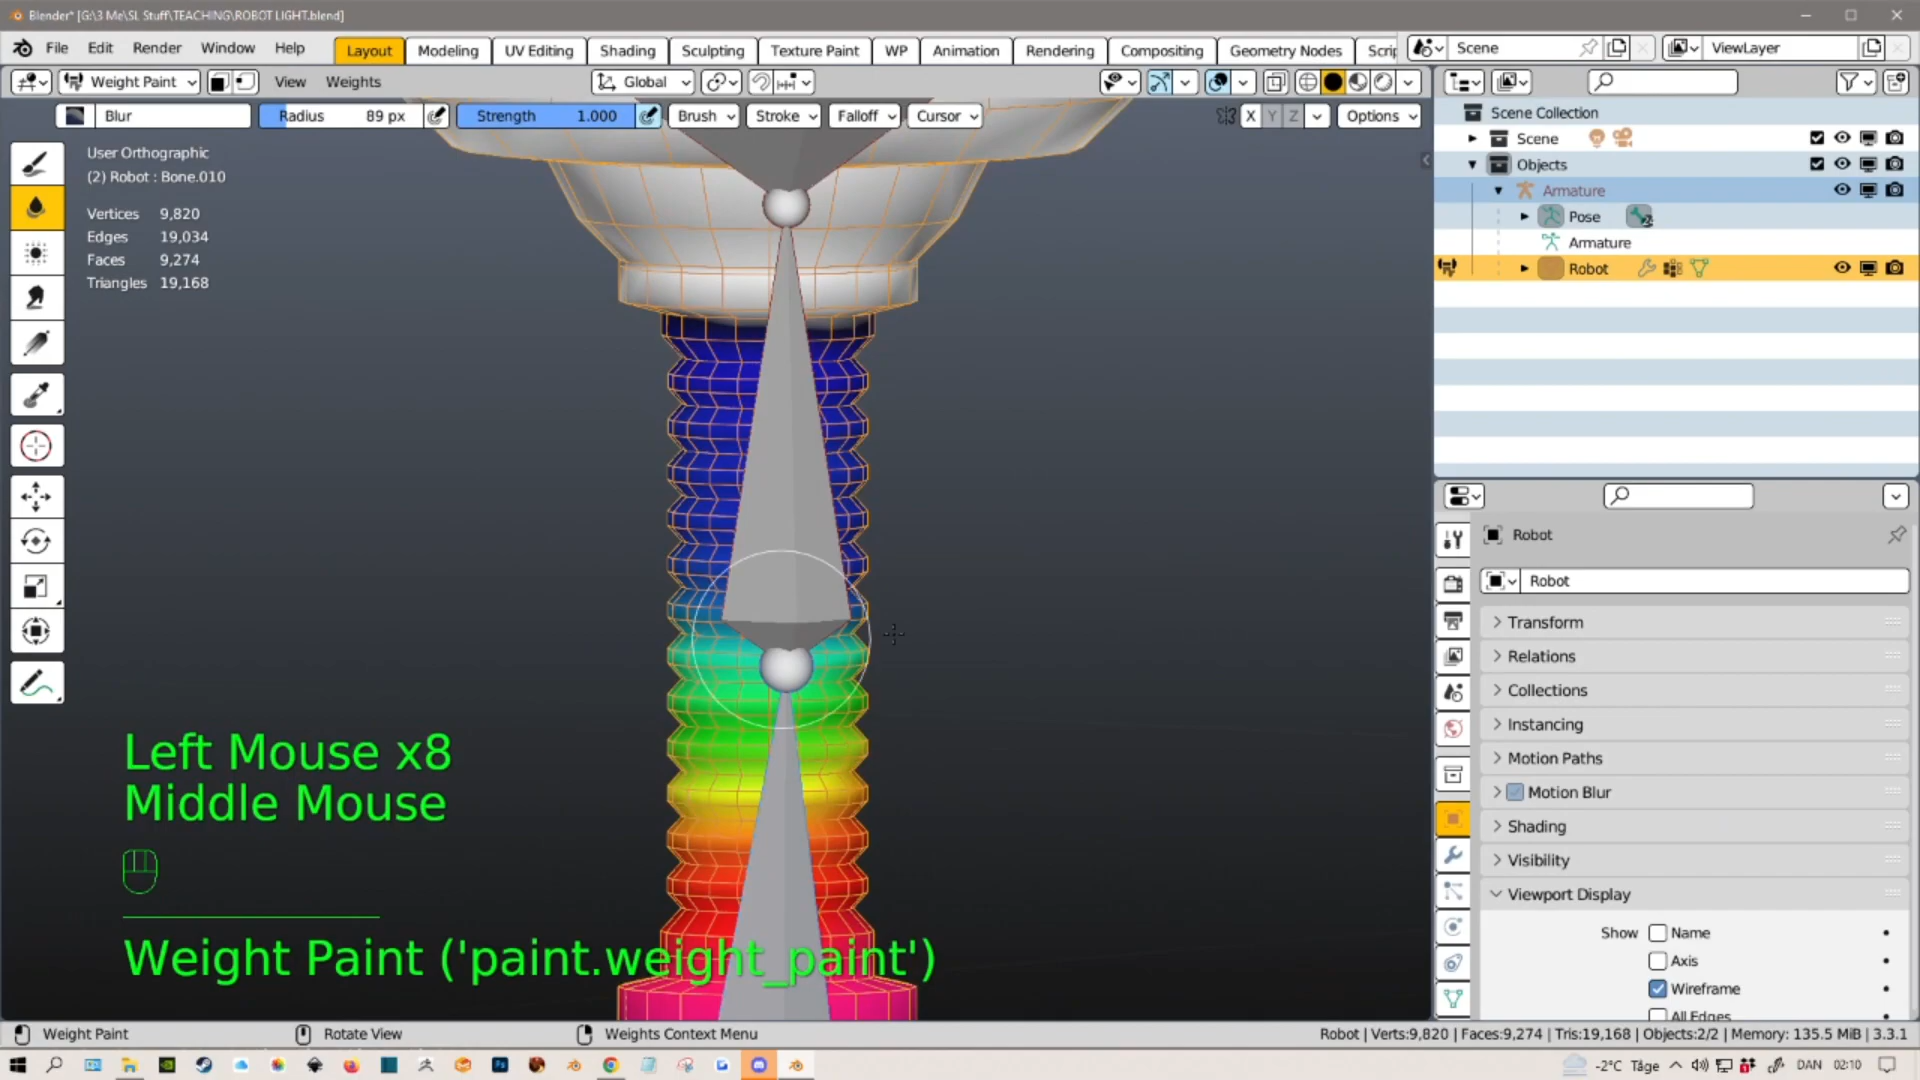 Blender* [G:\3 Me\SL Stuff\TEACHING\ROBOT LIGHT.blend]
File Edit Render Window Help Layout Modeling UV Editing Shading Sculpting Texture Paint WP Animation Rendering Compositing Geometry Nodes Scrip Scene ViewLayer
Weight Paint View Weights Global
Blur Radius 89 px Strength 1.000 Brush Stroke Falloff Cursor X Y Z Options
User Orthographic
(2) Robot : Bone.010
Vertices 9,820
Edges 19,034
Faces 9,274
Triangles 19,168
Left Mouse x8
Middle Mouse
Weight Paint ('paint.weight_paint')
Scene Collection
Scene
Objects
Armature
Pose 2
Armature
Robot
Robot
Robot
Transform
Relations
Collections
Instancing
Motion Paths
Motion Blur
Shading
Visibility
Viewport Display
Show Name
Axis
Wireframe
All Edges
Weight Paint Rotate View Weights Context Menu Robot | Verts:9,820 | Faces:9,274 | Tris:19,168 | Objects:2/2 | Memory: 135.5 MiB | 3.3.1
-2°C Tåge DAN 02:10